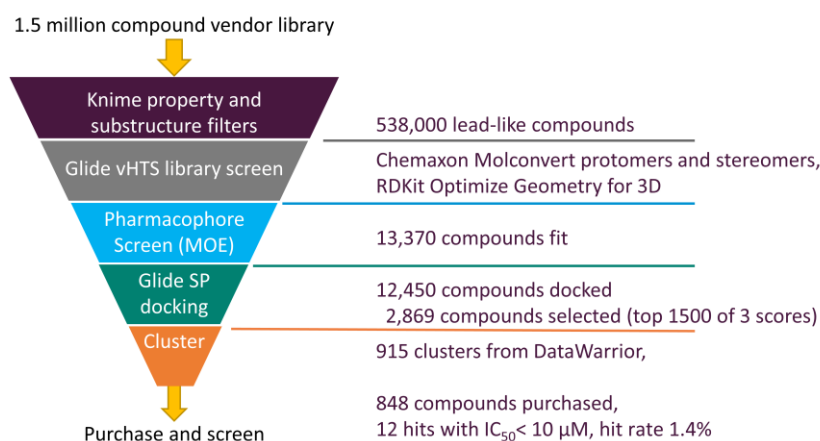 1.5 million compound vendor library
Knime property and
substructure filters
538,000 lead-like compounds
Glide vHTS library screen
Chemaxon Molconvert protomers and stereomers,
RDKit Optimize Geometry for 3D
Pharmacophore
Screen (MOE)
13,370 compounds fit
Glide SP
docking
12,450 compounds docked
2,869 compounds selected (top 1500 of 3 scores)
Cluster
915 clusters from DataWarrior,
848 compounds purchased,
12 hits with IC₅₀< 10 μM, hit rate 1.4%
Purchase and screen